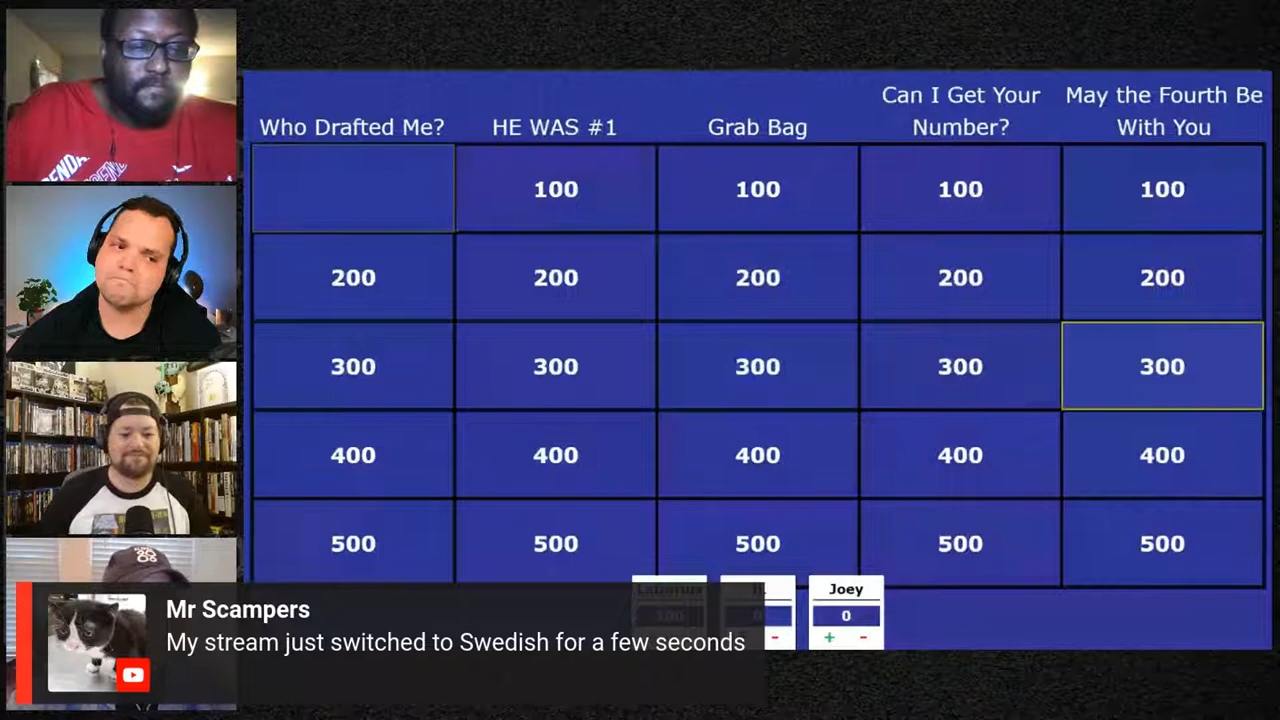 Who Drafted Me?
HE WAS #1
Grab Bag
Can I Get Your
Number?
May the Fourth Be
With You
100
100
100
100
200
200
200
200
200
300
300
300
300
300
400
400
400
400
400
500
500
500
500
500
Joey
100
0
0
-
+ -
Mr Scampers
My stream just switched to Swedish for a few seconds